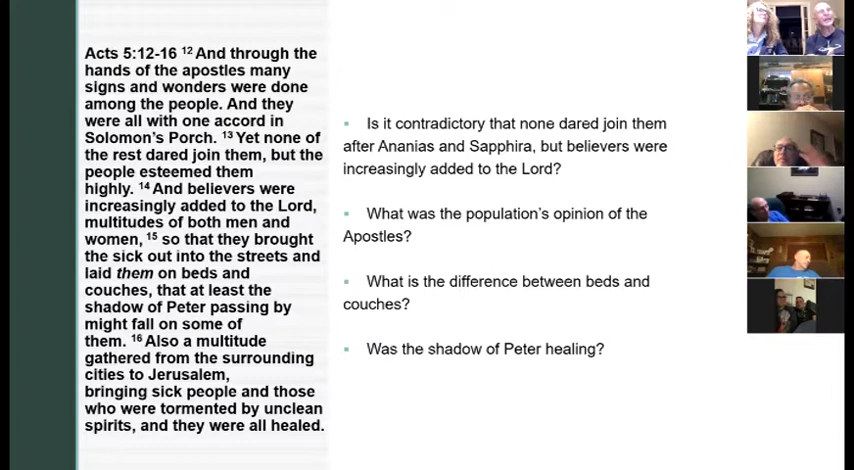 Acts 5:12-16 12 And through the
hands of the apostles many
signs and wonders were done
among the people. And they
were all with one accord in
Solomon's Porch. 13 Yet none of
the rest dared join them, but the
people esteemed them
highly. 14 And believers were
increasingly added to the Lord,
multitudes of both men and
women, 15 so that they brought
the sick out into the streets and
laid them on beds and
couches, that at least the
shadow of Peter passing by
might fall on some of
them. 16 Also a multitude
gathered from the surrounding
cities to Jerusalem,
bringing sick people and those
who were tormented by unclean
spirits, and they were all healed.
▪ Is it contradictory that none dared join them
after Ananias and Sapphira, but believers were
increasingly added to the Lord?
▪ What was the population's opinion of the
Apostles?
▪ What is the difference between beds and
couches?
▪ Was the shadow of Peter healing?